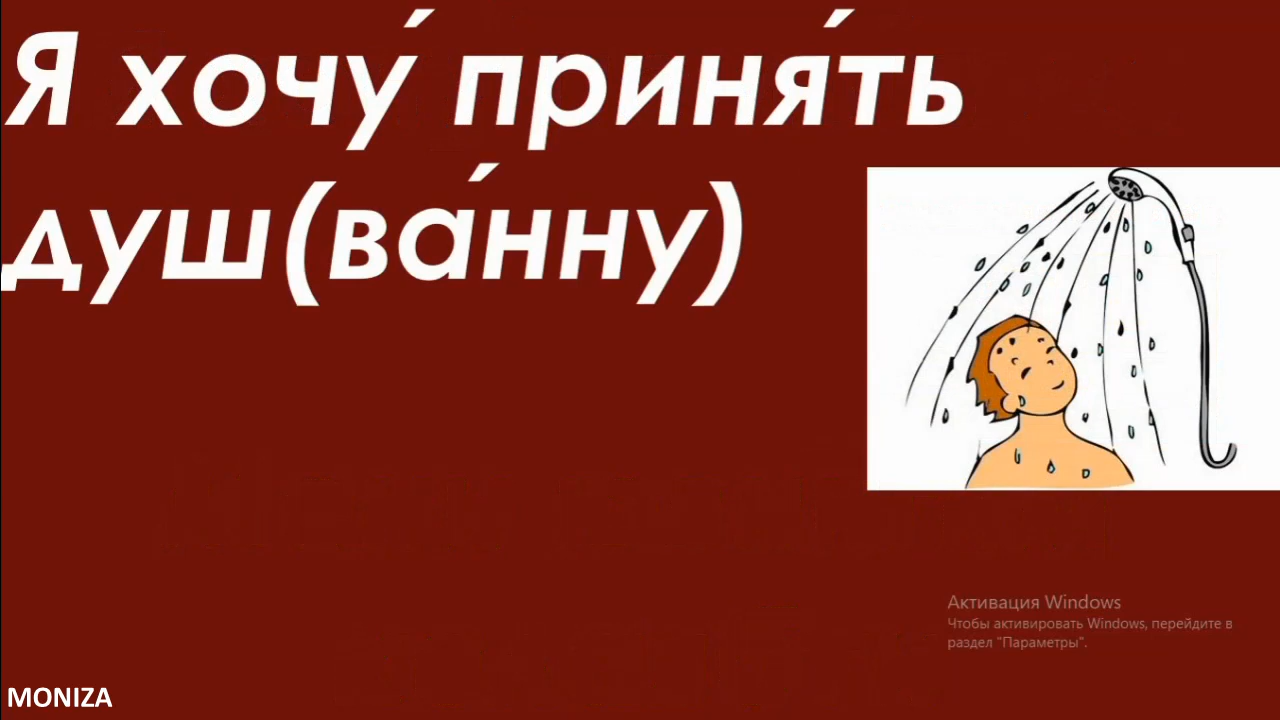 Я хочу́ приня́ть
душ(ва́нну)
Активация Windows
Чтобы активировать Windows, перейдите в
раздел "Параметры".
MONIZA